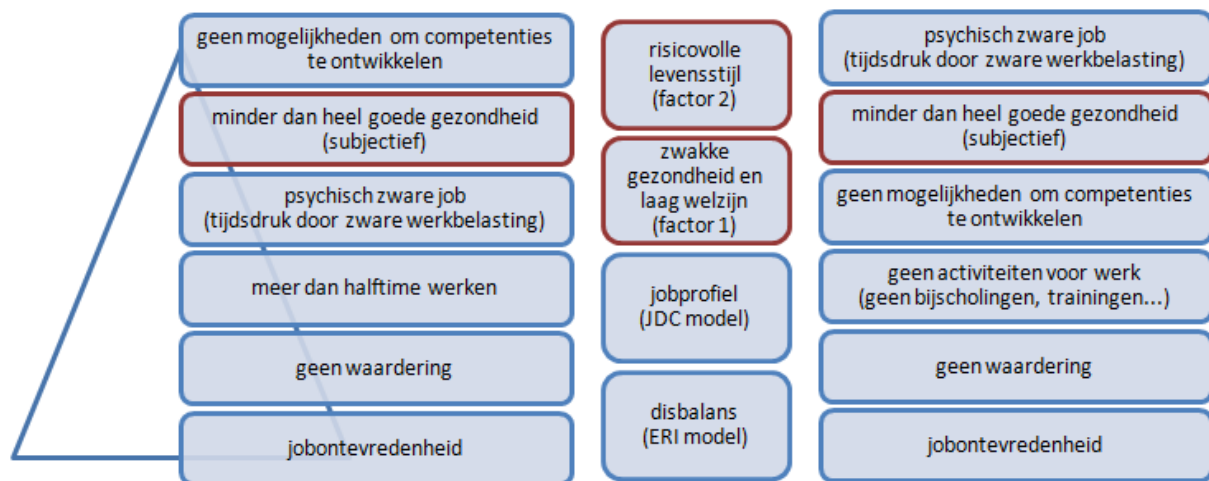 geen mogelijkheden om competenties
te ontwikkelen
minder dan heel goede gezondheid
(subjectief)
psychisch zware job
(tijdsdruk door zware werkbelasting)
meer dan halftime werken
geen waardering
jobontevredenheid
risicovolle
levensstijl
(factor 2)
zwakke
gezondheid en
laag welzijn
(factor 1)
jobprofiel
(JDC model)
disbalans
(ERI model)
psychisch zware job
(tijdsdruk door zware werkbelasting)
minder dan heel goede gezondheid
(subjectief)
geen mogelijkheden om competenties
te ontwikkelen
geen activiteiten voor werk
(geen bijscholingen, trainingen...)
geen waardering
jobontevredenheid